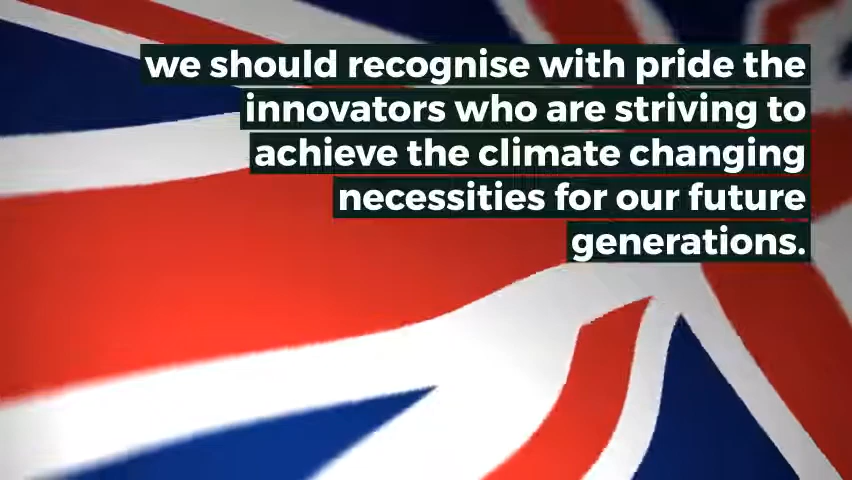 we should recognise with pride the
innovators who are striving to
achieve the climate changing
necessities for our future
generations.